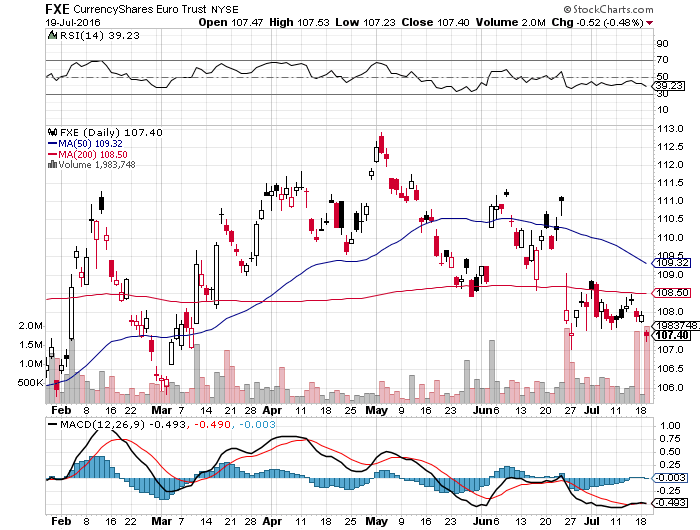 FXE CurrencyShares Euro Trust NYSE © StockCharts.com
19-Jul-2016 Open 107.47 High 107.53 Low 107.23 Close 107.40 Volume 2.0M Chg -0.52 (-0.48%)
RSI(14) 39.23
90
70
50
39.23
30
10
FXE (Daily) 107.40
MA(50) 109.32
MA(200) 108.50
Volume 1,983,748
113.0
112.5
112.0
111.5
111.0
110.5
110.0
109.5
109.32
109.0
108.50
108.0
1983748
107.40
107.0
106.5
106.0
2.0M
1.5M
1.0M
500K
Feb 8 16 22 Mar 7 14 21 28 Apr 11 18 25 May 9 16 23 Jun 6 13 20 27 Jul 11 18
MACD(12,26,9) -0.493, -0.490, -0.003
1.00
0.75
0.50
0.25
-0.003
-0.25
-0.493
Feb 8 16 22 Mar 7 14 21 28 Apr 11 18 25 May 9 16 23 Jun 6 13 20 27 Jul 11 18